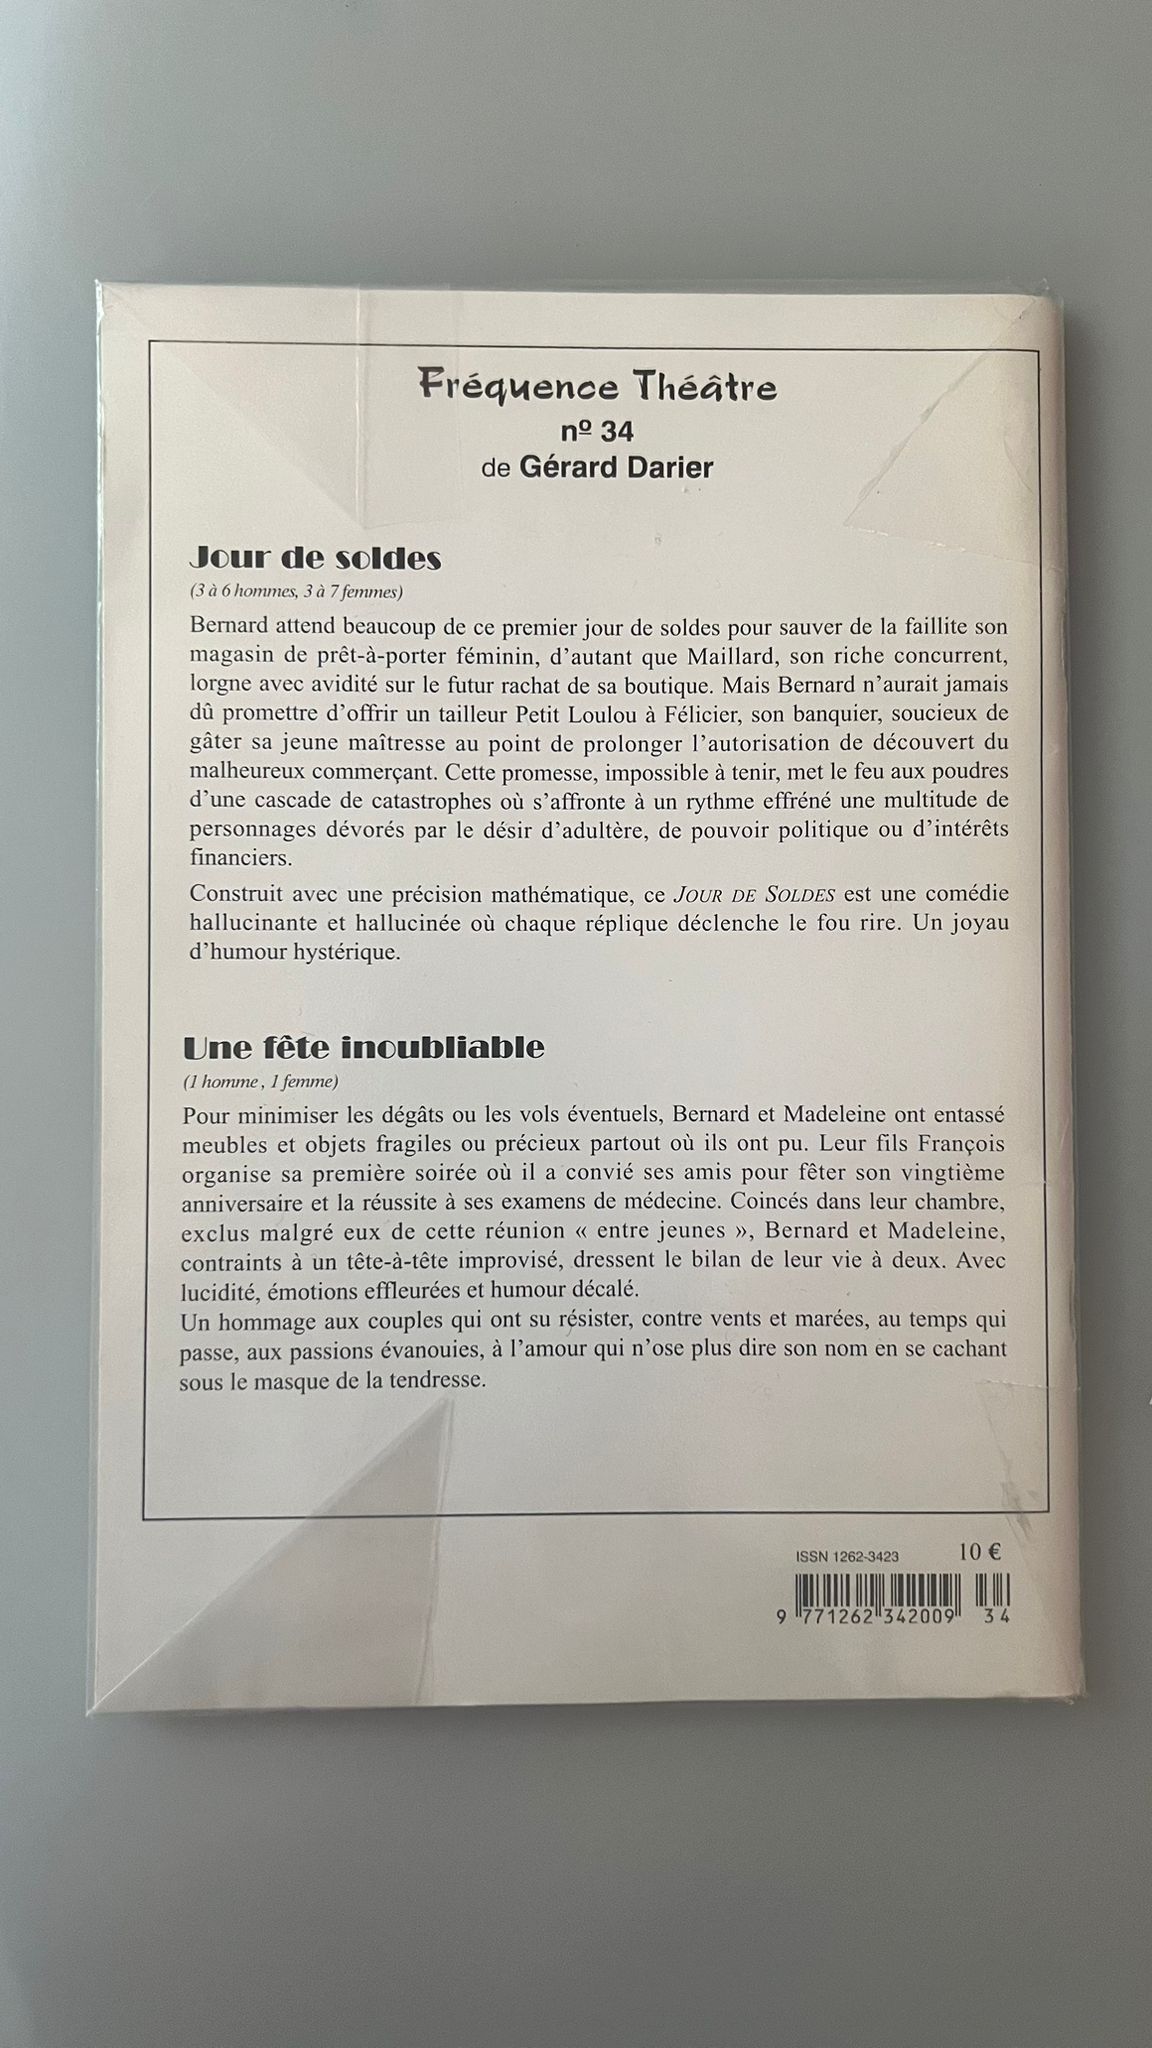 Fréquence Théâtre
nº 34
de Gérard Darier
Jour de soldes
(3 à 6 hommes, 3 à 7 femmes)
Bernard attend beaucoup de ce premier jour de soldes pour sauver de la faillite son
magasin de prêt-à-porter féminin, d’autant que Maillard, son riche concurrent,
lorgne avec avidité sur le futur rachat de sa boutique. Mais Bernard n’aurait jamais
dû promettre d’offrir un tailleur Petit Loulou à Félicier, son banquier, soucieux de
gâter sa jeune maîtresse au point de prolonger l’autorisation de découvert du
malheureux commerçant. Cette promesse, impossible à tenir, met le feu aux poudres
d’une cascade de catastrophes où s’affronte à un rythme effréné une multitude de
personnages dévorés par le désir d’adultère, de pouvoir politique ou d’intérêts
financiers.
Construit avec une précision mathématique, ce JOUR DE SOLDES est une comédie
hallucinante et hallucinée où chaque réplique déclenche le fou rire. Un joyau
d’humour hystérique.
Une fête inoubliable
(1 homme, 1 femme)
Pour minimiser les dégâts ou les vols éventuels, Bernard et Madeleine ont entassé
meubles et objets fragiles ou précieux partout où ils ont pu. Leur fils François
organise sa première soirée où il a convié ses amis pour fêter son vingtième
anniversaire et la réussite à ses examens de médecine. Coincés dans leur chambre,
exclus malgré eux de cette réunion « entre jeunes », Bernard et Madeleine,
contraints à un tête-à-tête improvisé, dressent le bilan de leur vie à deux. Avec
lucidité, émotions effleurées et humour décalé.
Un hommage aux couples qui ont su résister, contre vents et marées, au temps qui
passe, aux passions évanouies, à l’amour qui n’ose plus dire son nom en se cachant
sous le masque de la tendresse.
ISSN 1262-3423 10 €
9 771262 342009 34